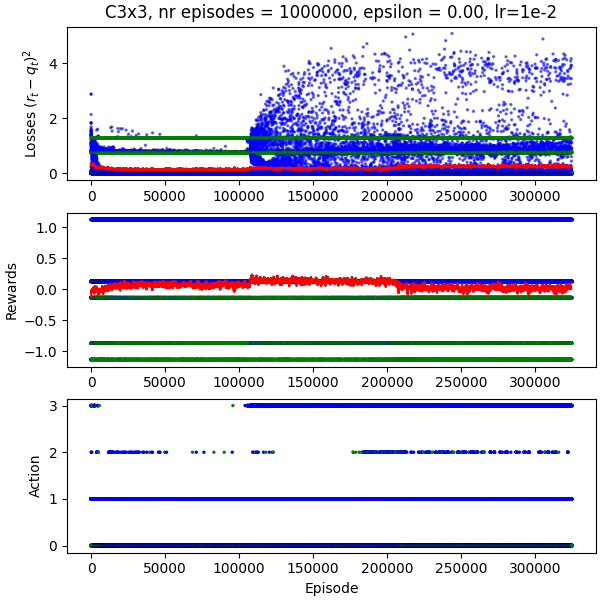 C3x3, nr episodes = 1000000, epsilon = 0.00, lr=1e-2
Losses (r_t − q_t)²
4
2
0
0 50000 100000 150000 200000 250000 300000
Rewards
1.0
0.5
0.0
−0.5
−1.0
0 50000 100000 150000 200000 250000 300000
Action
3
2
1
0
0 50000 100000 150000 200000 250000 300000
Episode